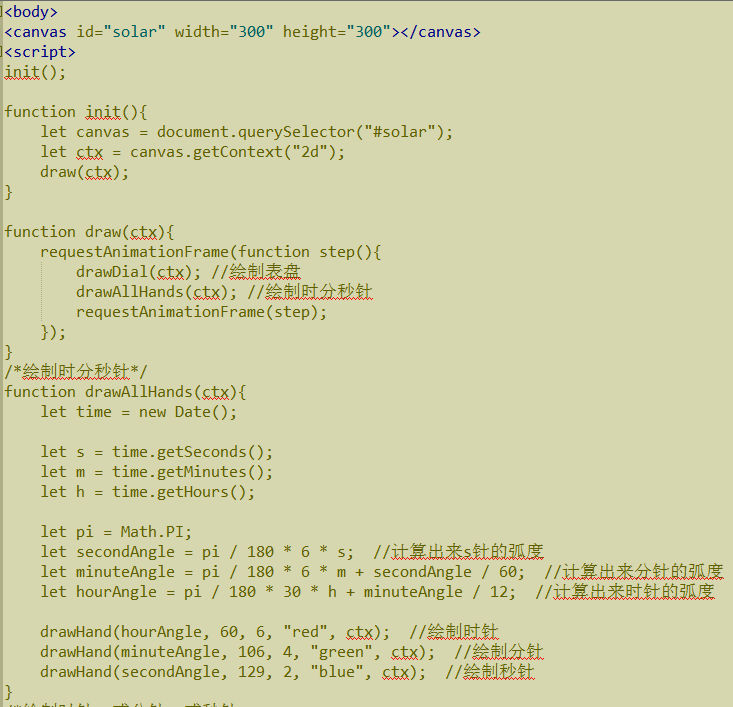 <body>
<canvas id="solar" width="300" height="300"></canvas>
<script>
init();
function init(){
let canvas = document.querySelector("#solar");
let ctx = canvas.getContext("2d");
draw(ctx);
}
function draw(ctx){
requestAnimationFrame(function step(){
drawDial(ctx); //绘制表盘
drawAllHands(ctx); //绘制时分秒针
requestAnimationFrame(step);
});
}
/*绘制时分秒针*/
function drawAllHands(ctx){
let time = new Date();
let s = time.getSeconds();
let m = time.getMinutes();
let h = time.getHours();
let pi = Math.PI;
let secondAngle = pi / 180 * 6 * s;  //计算出来s针的弧度
let minuteAngle = pi / 180 * 6 * m + secondAngle / 60;  //计算出来分针的弧度
let hourAngle = pi / 180 * 30 * h + minuteAngle / 12;  //计算出来时针的弧度
drawHand(hourAngle, 60, 6, "red", ctx);  //绘制时针
drawHand(minuteAngle, 106, 4, "green", ctx);  //绘制分针
drawHand(secondAngle, 129, 2, "blue", ctx);  //绘制秒针
}